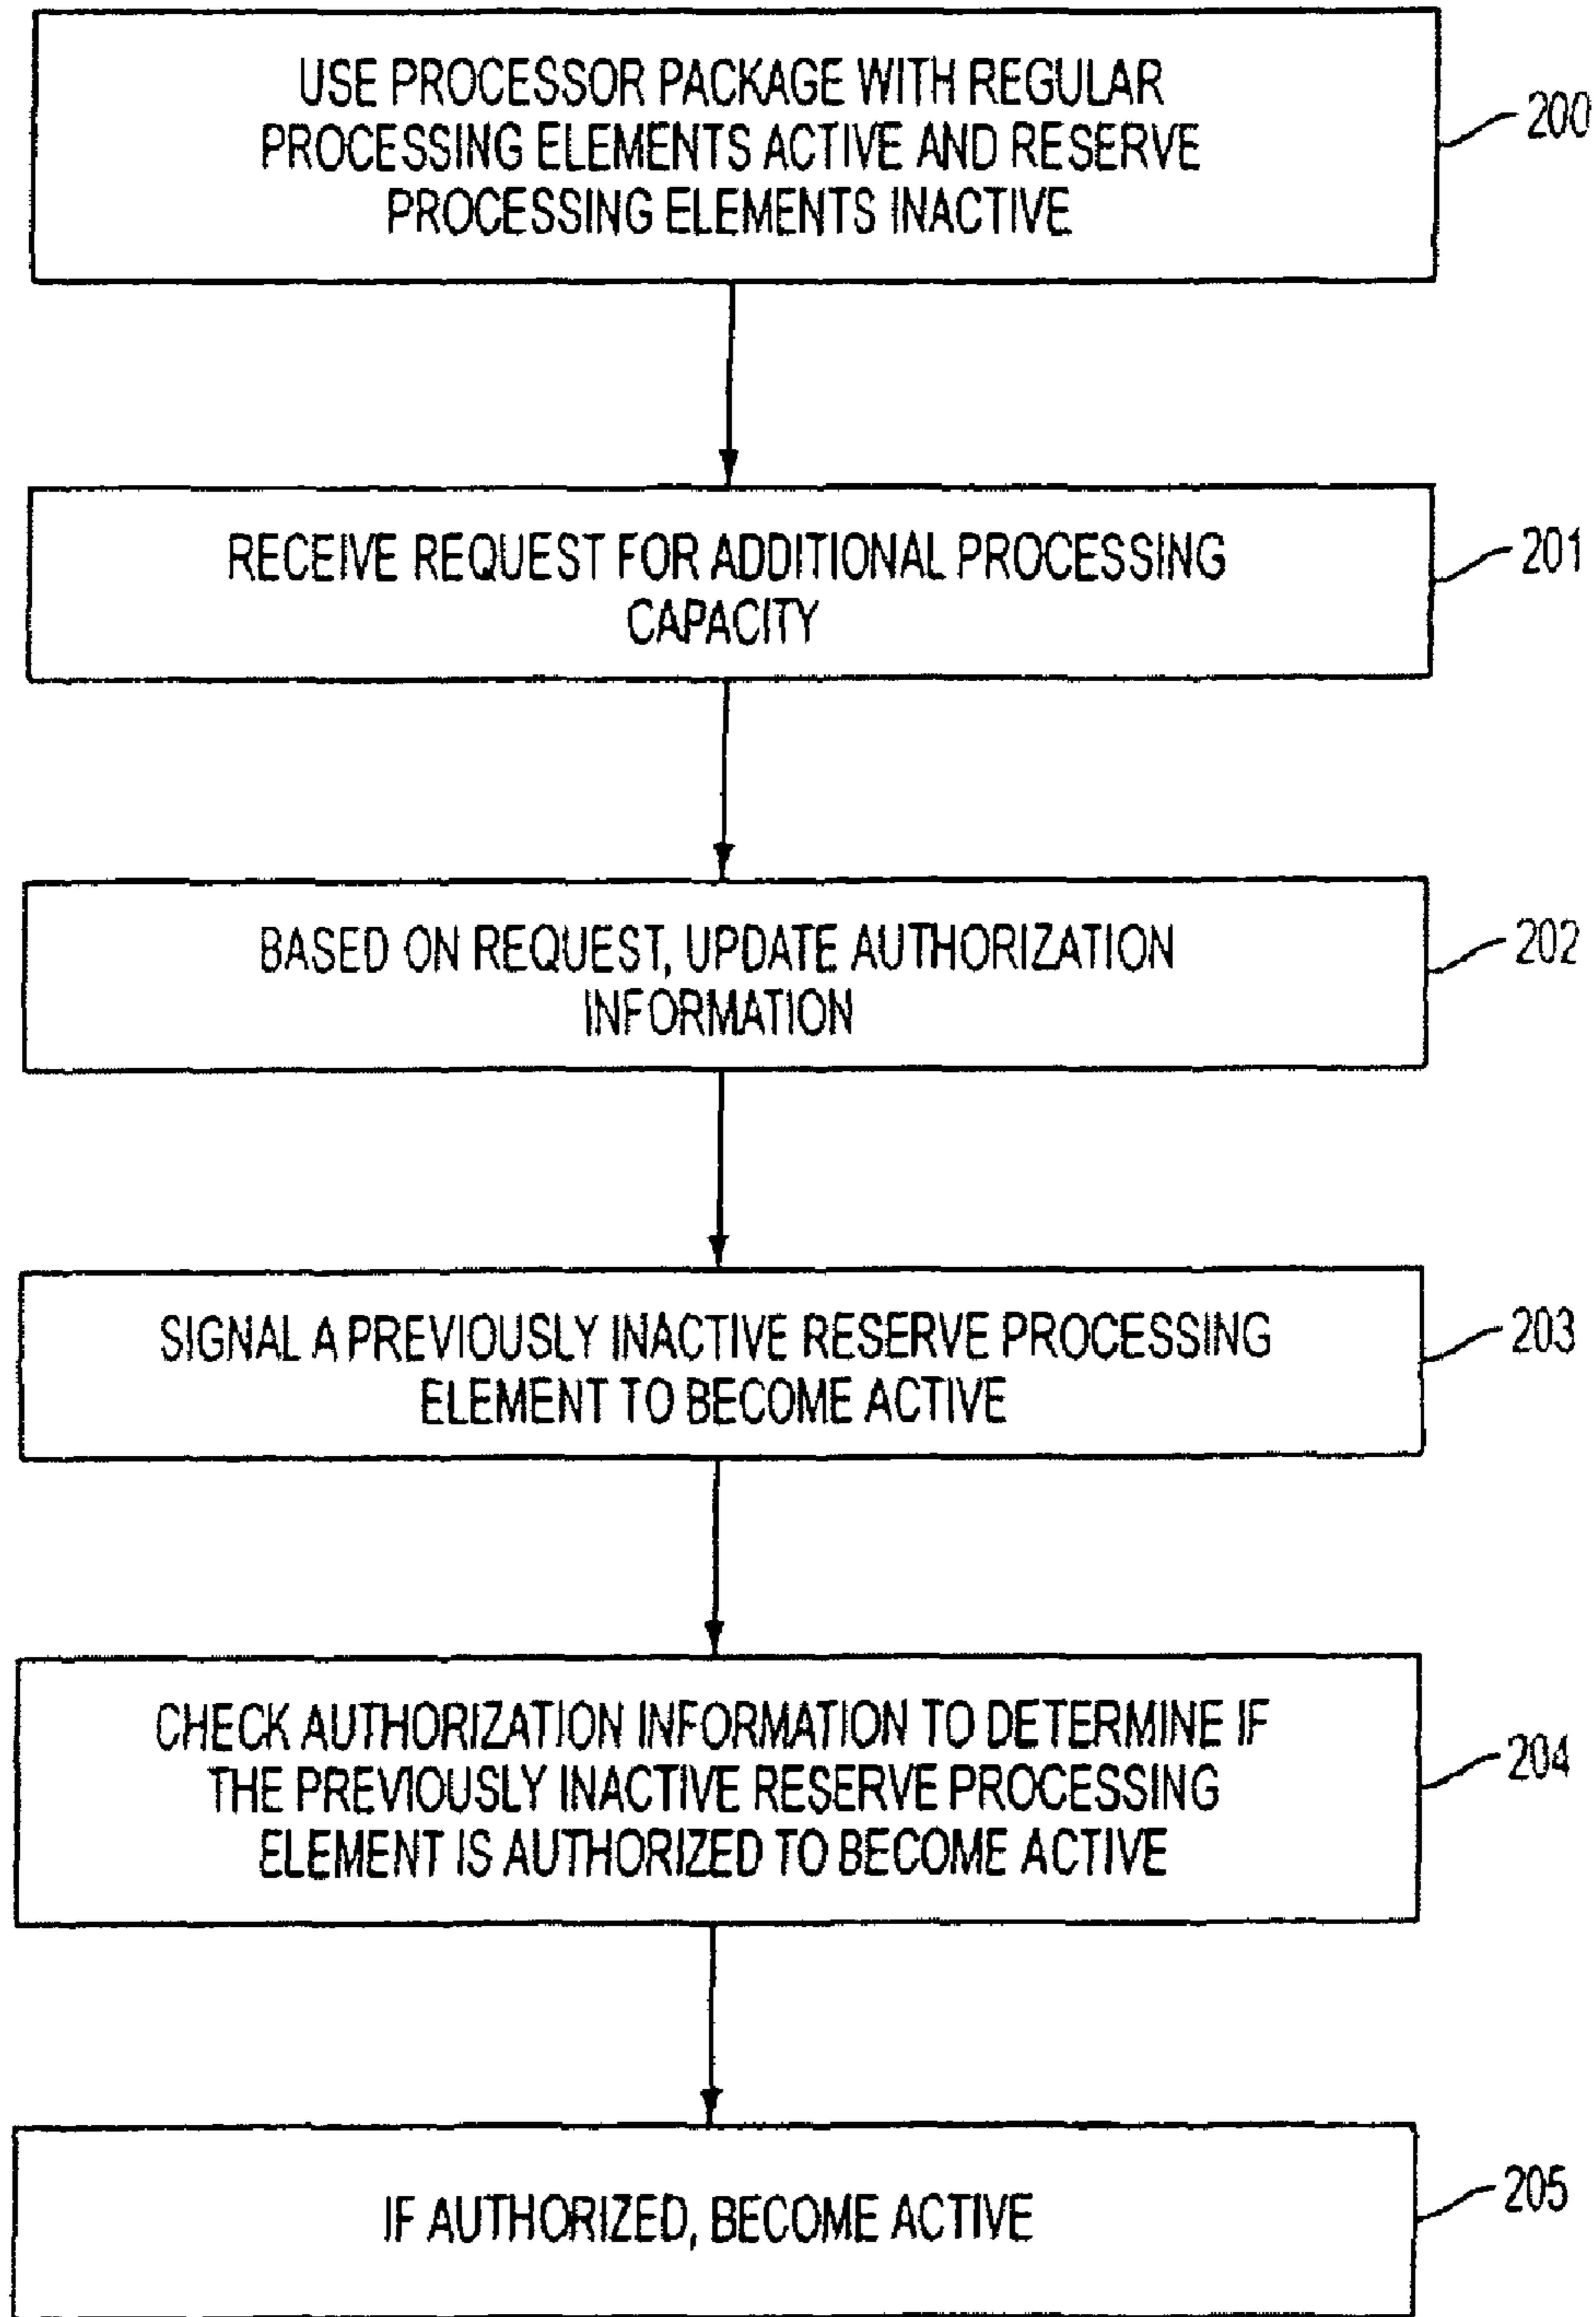 USE PROCESSOR PACKAGE WITH REGULAR
PROCESSING ELEMENTS ACTIVE AND RESERVE
PROCESSING ELEMENTS INACTIVE
200
RECEIVE REQUEST FOR ADDITIONAL PROCESSING
CAPACITY
201
BASED ON REQUEST, UPDATE AUTHORIZATION
INFORMATION
202
SIGNAL A PREVIOUSLY INACTIVE RESERVE PROCESSING
ELEMENT TO BECOME ACTIVE
203
CHECK AUTHORIZATION INFORMATION TO DETERMINE IF
THE PREVIOUSLY INACTIVE RESERVE PROCESSING
ELEMENT IS AUTHORIZED TO BECOME ACTIVE
204
IF AUTHORIZED, BECOME ACTIVE
205